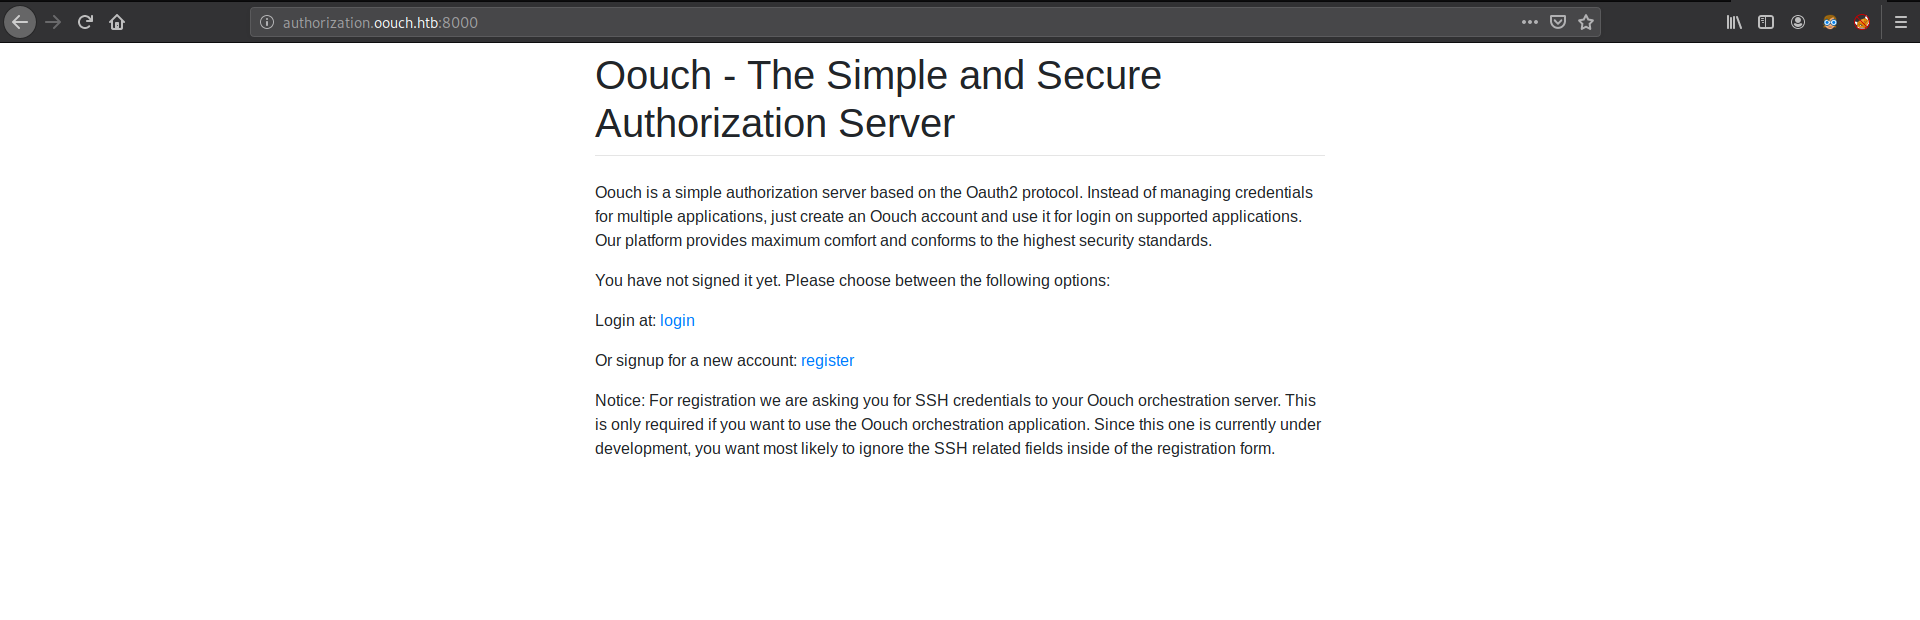 authorization.oouch.htb:8000
Oouch - The Simple and Secure
Authorization Server
Oouch is a simple authorization server based on the Oauth2 protocol. Instead of managing credentials
for multiple applications, just create an Oouch account and use it for login on supported applications.
Our platform provides maximum comfort and conforms to the highest security standards.
You have not signed it yet. Please choose between the following options:
Login at: login
Or signup for a new account: register
Notice: For registration we are asking you for SSH credentials to your Oouch orchestration server. This
is only required if you want to use the Oouch orchestration application. Since this one is currently under
development, you want most likely to ignore the SSH related fields inside of the registration form.